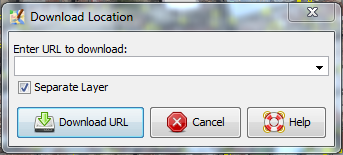 Download Location
Enter URL to download:
Separate Layer
Download URL
Cancel
Help